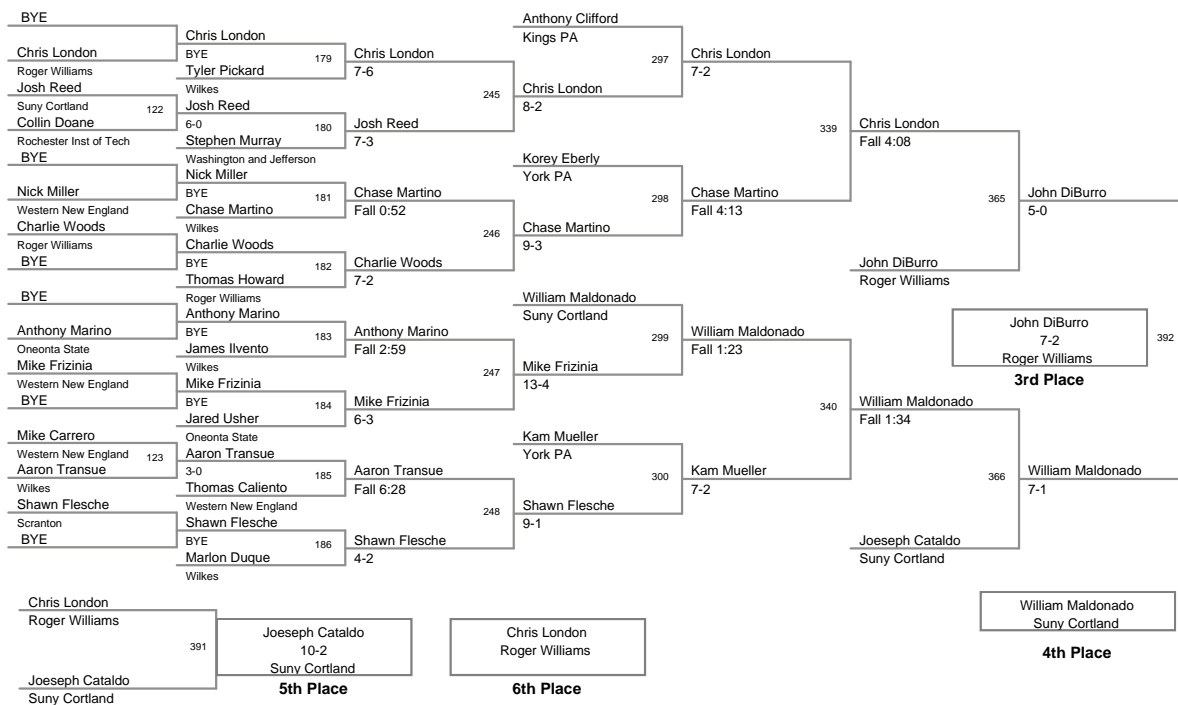 BYE
Chris London
Roger Williams
Josh Reed
Suny Cortland
122
Collin Doane
Rochester Inst of Tech
BYE
Nick Miller
Western New England
Charlie Woods
Roger Williams
BYE
BYE
Anthony Marino
Oneonta State
Mike Frizinia
Western New England
BYE
Mike Carrero
Western New England
123
Aaron Transue
Wilkes
Shawn Flesche
Scranton
BYE
Chris London
BYE
179
Tyler Pickard
Wilkes
Josh Reed
6-0
180
Stephen Murray
Washington and Jefferson
Nick Miller
BYE
181
Chase Martino
Wilkes
Charlie Woods
BYE
182
Thomas Howard
Roger Williams
Anthony Marino
BYE
183
James Ilvento
Wilkes
Mike Frizinia
BYE
184
Jared Usher
Oneonta State
Aaron Transue
3-0
185
Thomas Caliento
Western New England
Shawn Flesche
BYE
186
Marlon Duque
Wilkes
Chris London
7-6
245
Josh Reed
7-3
Chase Martino
Fall 0:52
246
Charlie Woods
7-2
Anthony Marino
Fall 2:59
247
Mike Frizinia
6-3
Aaron Transue
Fall 6:28
248
Shawn Flesche
4-2
Anthony Clifford
Kings PA
297
Chris London
8-2
Korey Eberly
York PA
298
Chase Martino
9-3
William Maldonado
Suny Cortland
299
Mike Frizinia
13-4
Kam Mueller
York PA
300
Shawn Flesche
9-1
Chris London
7-2
339
Chase Martino
Fall 4:13
William Maldonado
Fall 1:23
340
Kam Mueller
7-2
Chris London
Fall 4:08
365
John DiBurro
Roger Williams
William Maldonado
Fall 1:34
366
Joeseph Cataldo
Suny Cortland
John DiBurro
5-0
William Maldonado
7-1
John DiBurro
7-2
Roger Williams
392
3rd Place
William Maldonado
Suny Cortland
4th Place
Chris London
Roger Williams
391
Joeseph Cataldo
Suny Cortland
Joeseph Cataldo
10-2
Suny Cortland
5th Place
Chris London
Roger Williams
6th Place